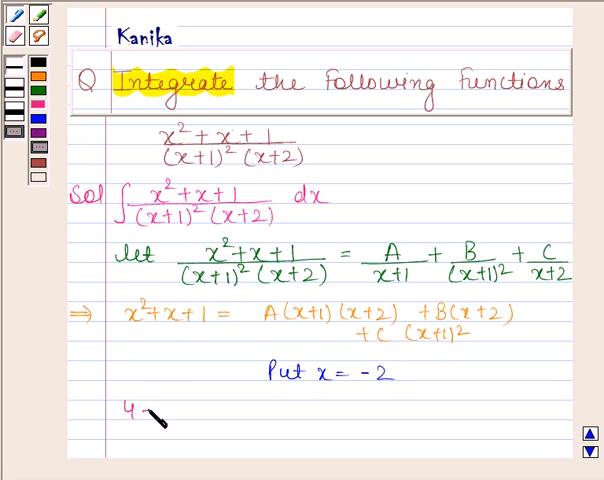 Kanika
Q Integrate the Following Functions
x² + x + 1 / (x+1)² (x+2)
Sol ∫ x² + x + 1 / (x+1)² (x+2) dx
let x² + x + 1 / (x+1)² (x+2) = A / x+1 + B / (x+1)² + C / x+2
⇒ x² + x + 1 = A(x+1) (x+2) + B(x+2)
+ C (x+1)²
Put x = -2
4 -